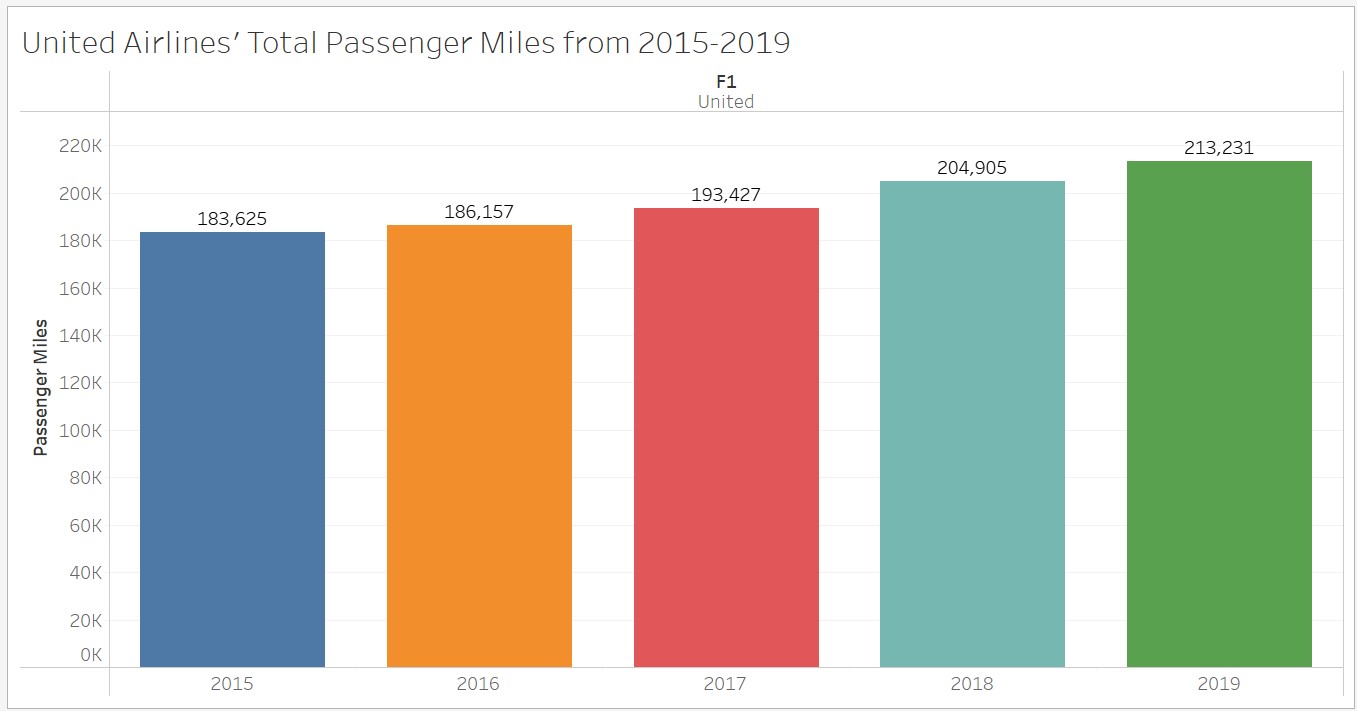 United Airlines’ Total Passenger Miles from 2015-2019
F1
United
Passenger Miles
220K
200K
180K
160K
140K
120K
100K
80K
60K
40K
20K
0K
183,625
186,157
193,427
204,905
213,231
2015
2016
2017
2018
2019